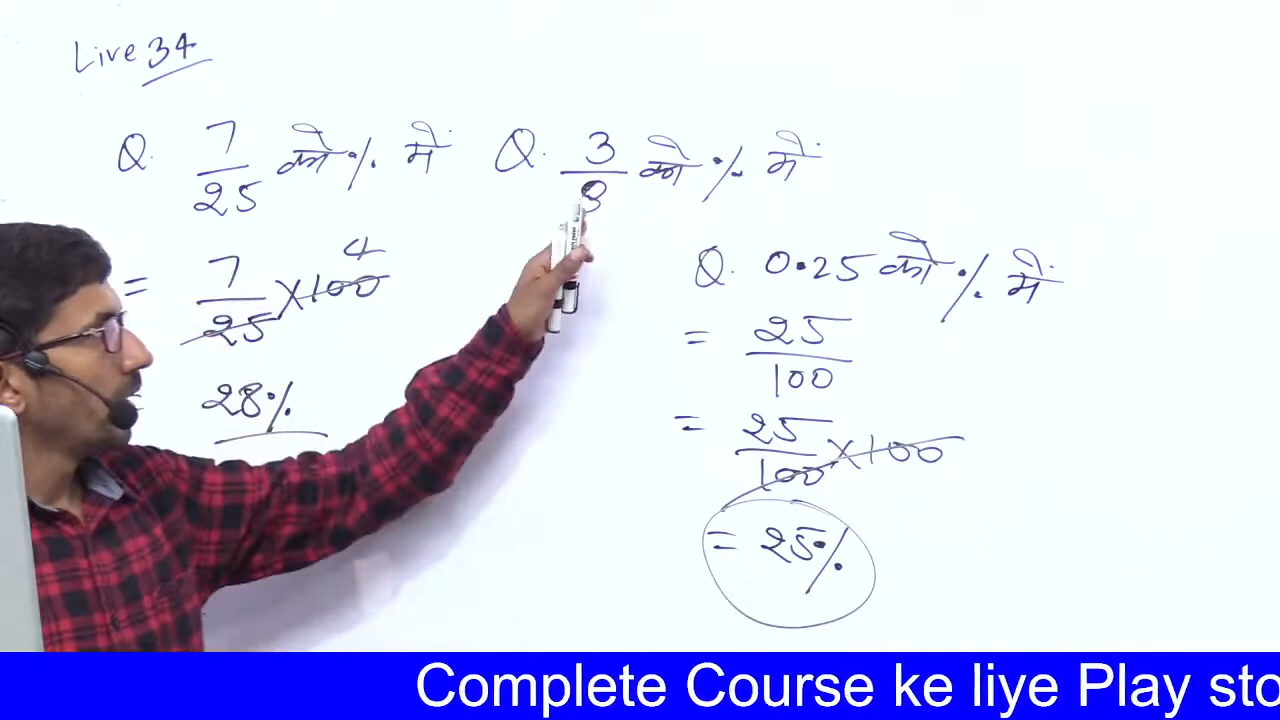 Live 34
Q. 7/25 को % में
= 7/25 × 100 4
28%
Q. 3/8 को % में
Q. 0.25 को % में
= 25/100
= 25/100 × 100
= 25%
Complete Course ke liye Play sto